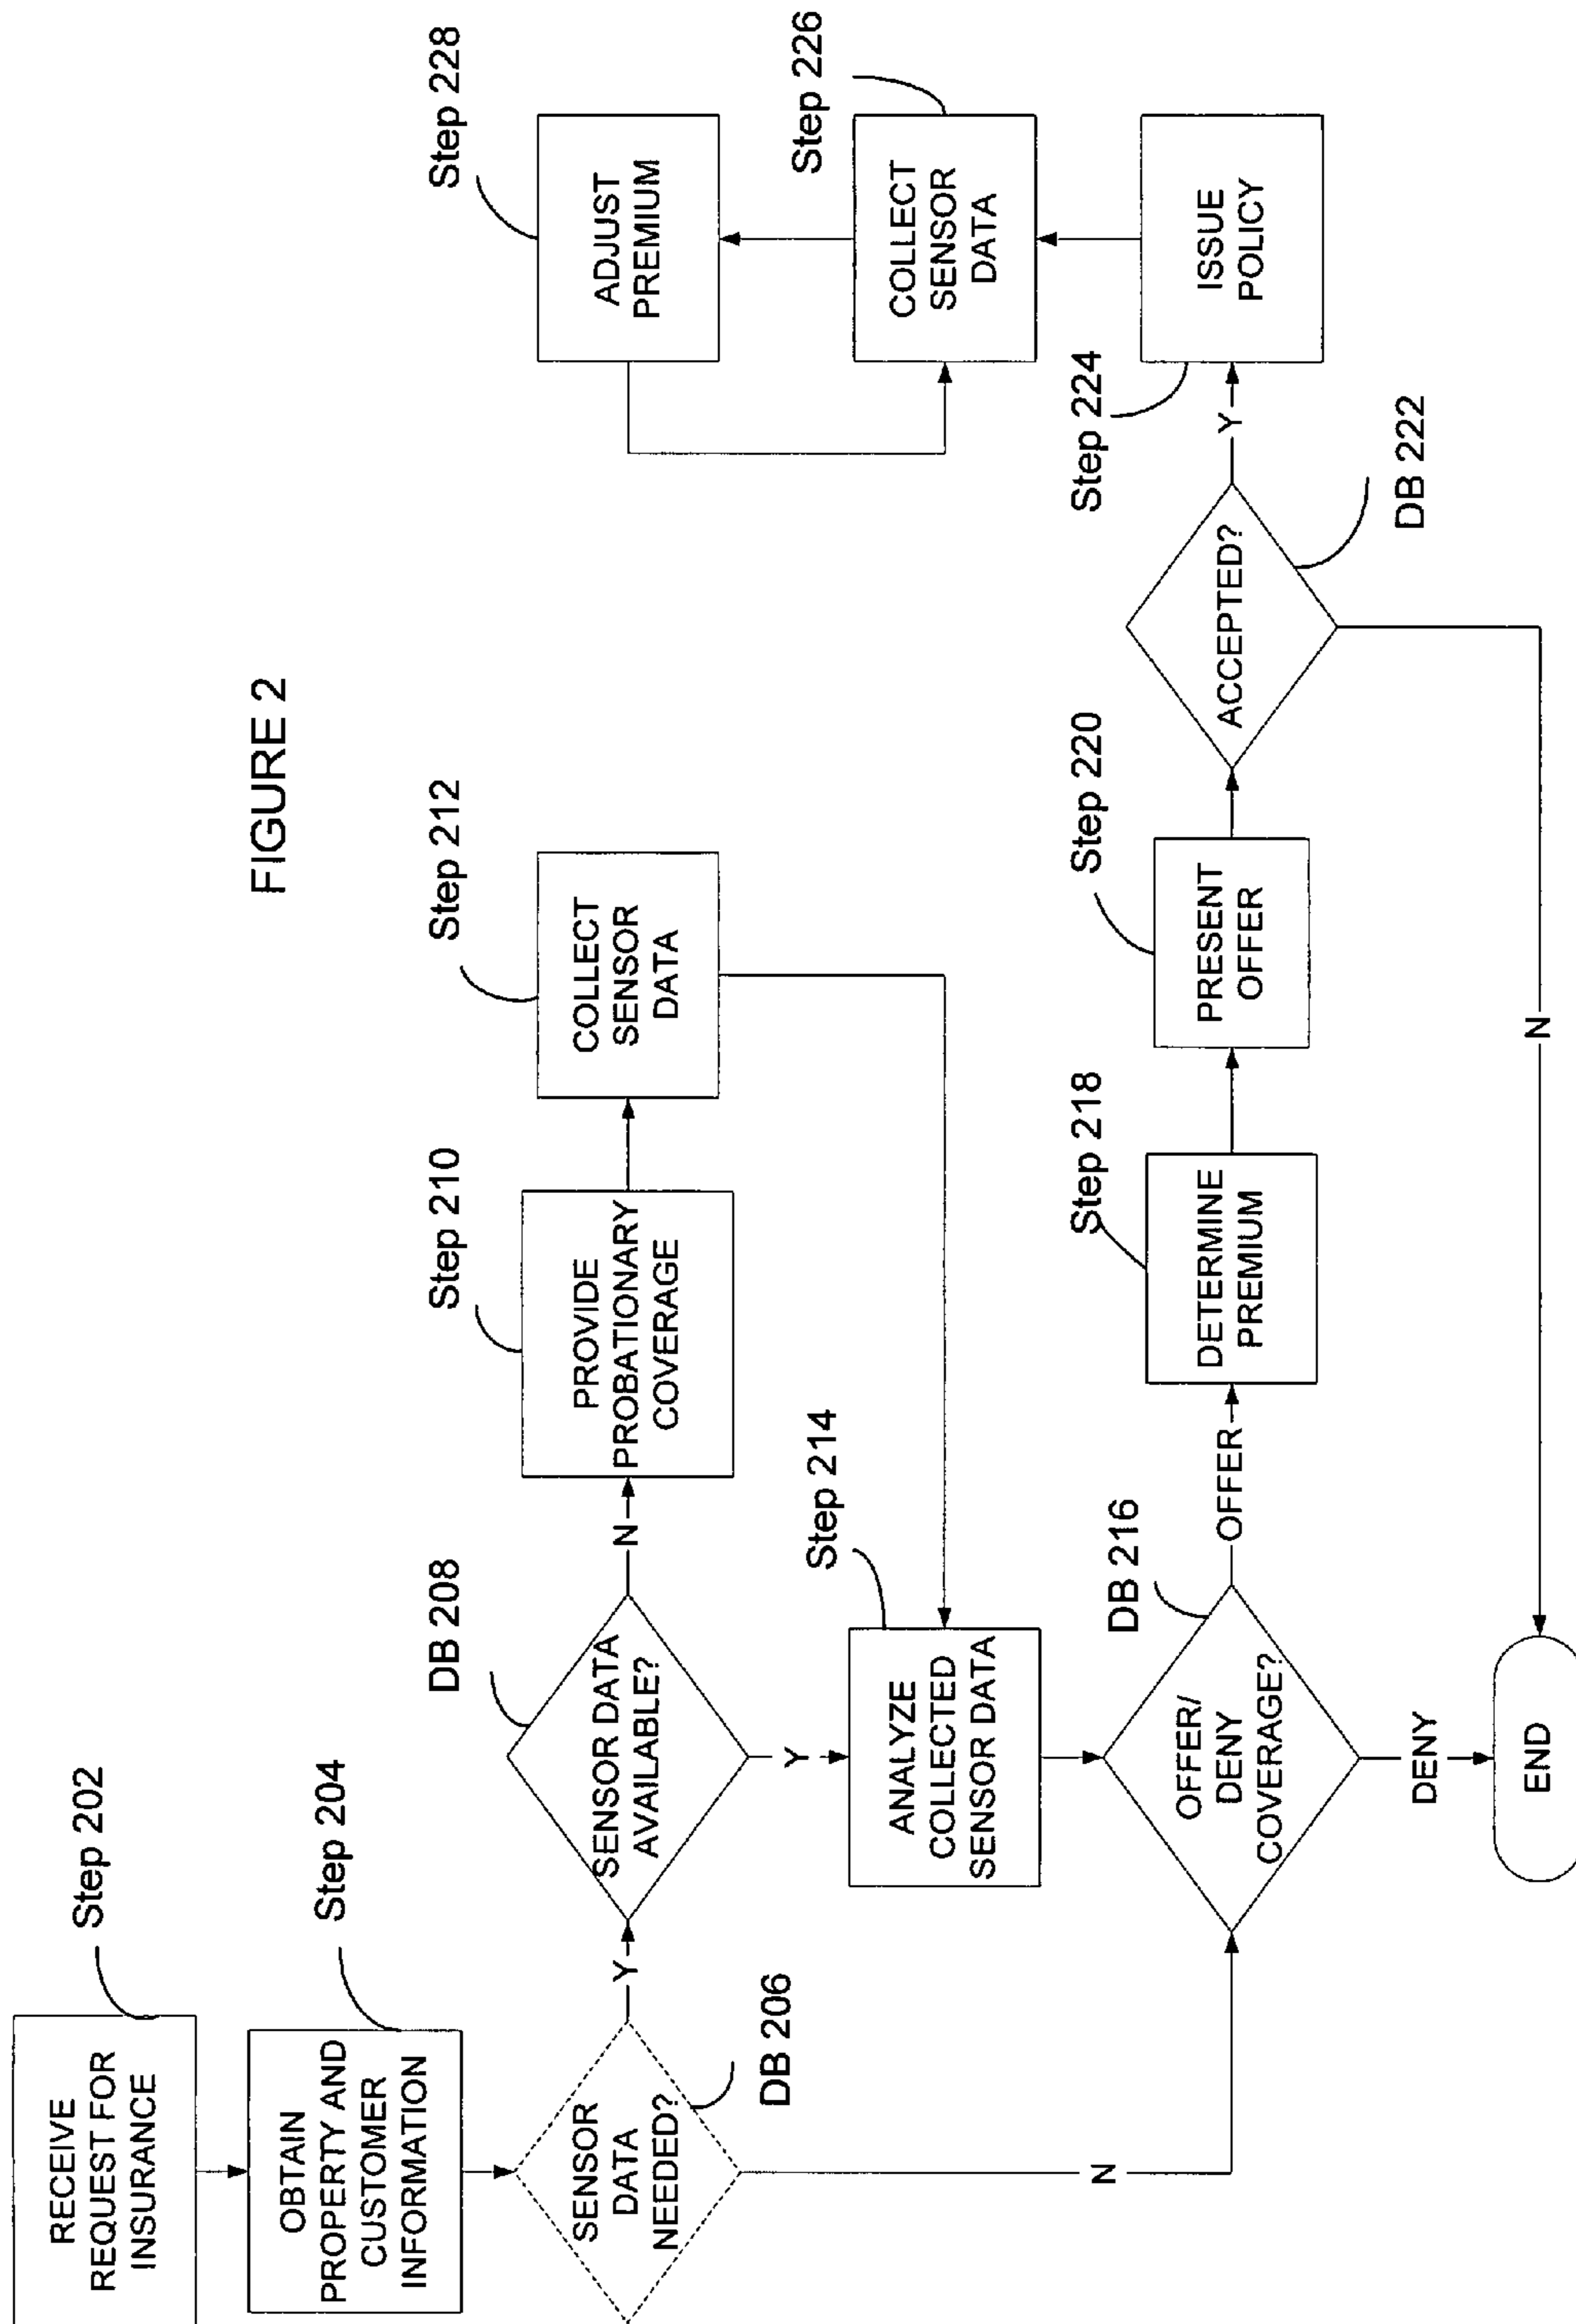 FIGURE 2
RECEIVE
REQUEST FOR
INSURANCE
Step 202
OBTAIN
PROPERTY AND
CUSTOMER
INFORMATION
Step 204
SENSOR
DATA
NEEDED?
DB 206
Y
N
SENSOR DATA
AVAILABLE?
DB 208
N
Y
PROVIDE
PROBATIONARY
COVERAGE
Step 210
COLLECT
SENSOR
DATA
Step 212
ANALYZE
COLLECTED
SENSOR DATA
Step 214
OFFER/
DENY
COVERAGE?
DB 216
OFFER
DENY
DETERMINE
PREMIUM
Step 218
PRESENT
OFFER
Step 220
ACCEPTED?
DB 222
Y
N
ISSUE
POLICY
Step 224
COLLECT
SENSOR
DATA
Step 226
ADJUST
PREMIUM
Step 228
END